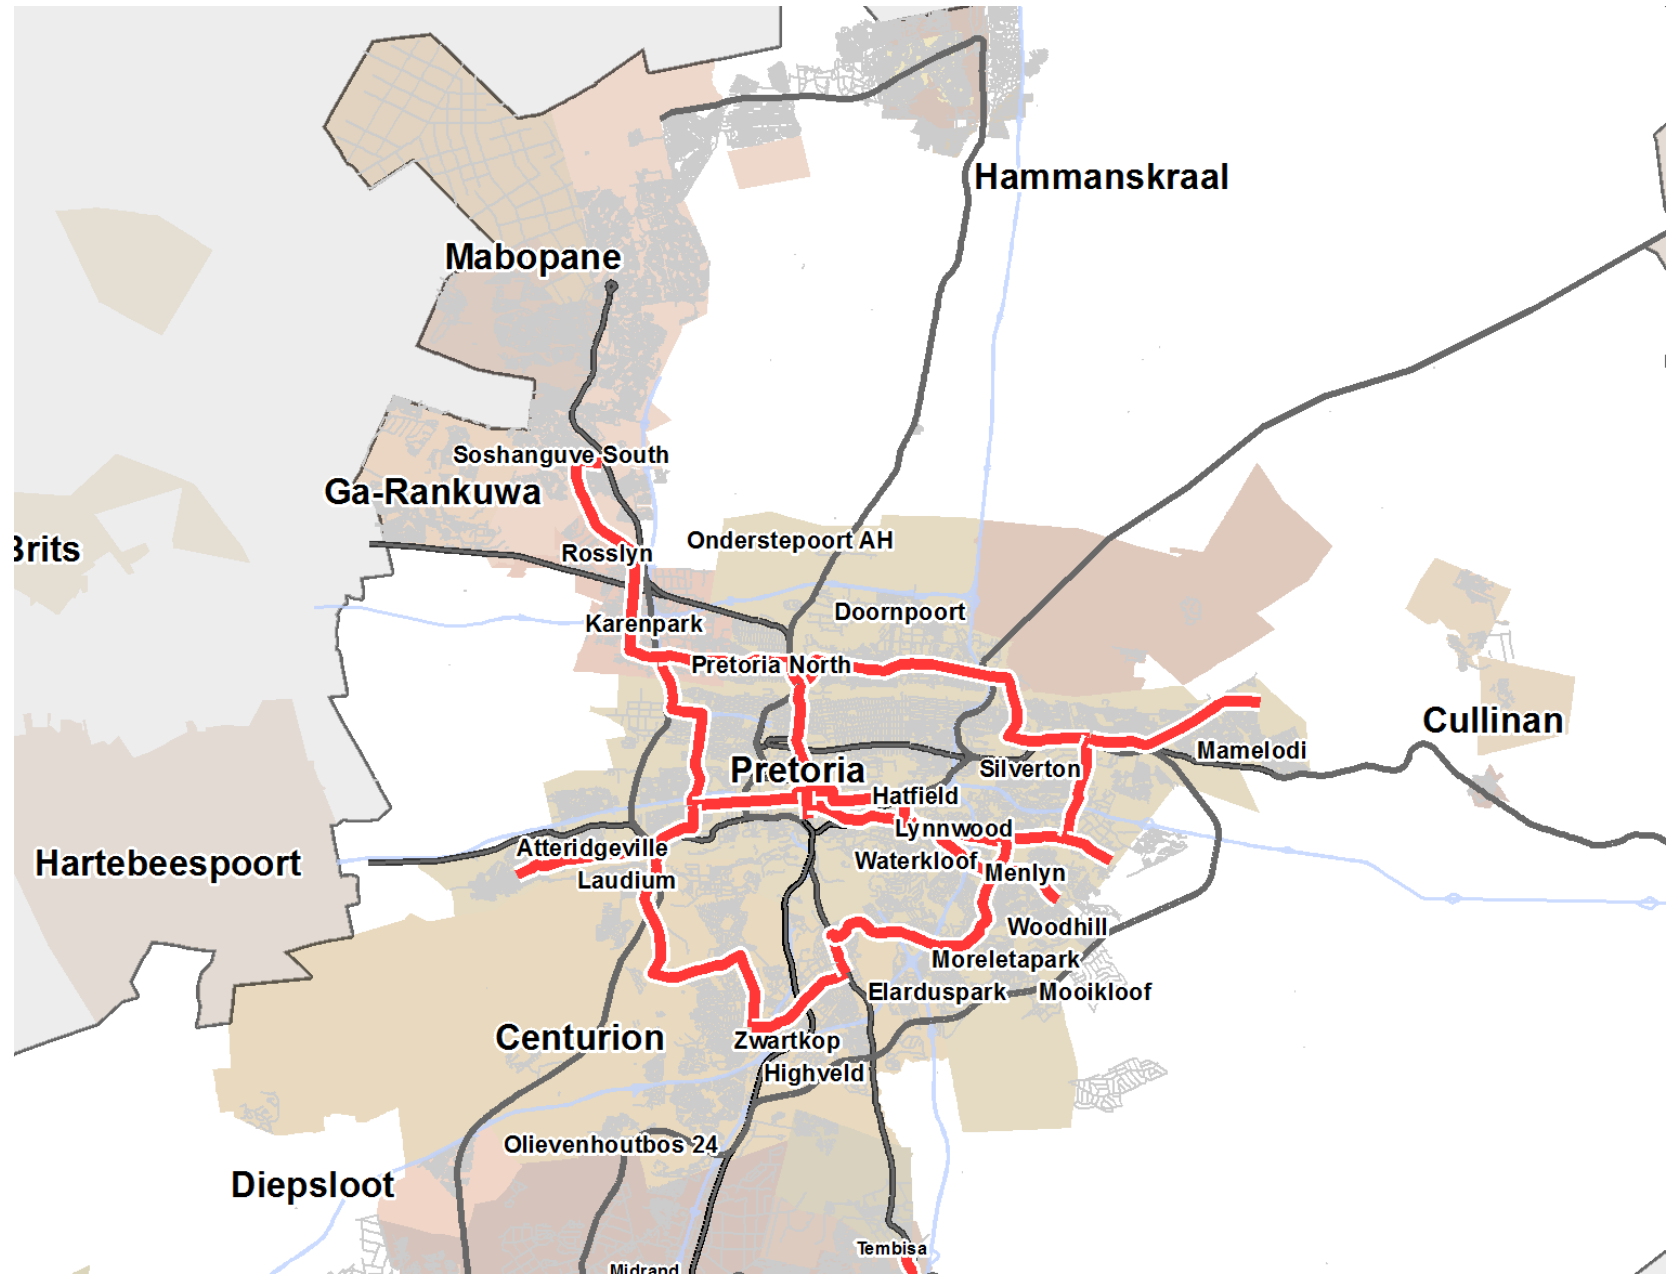 Hammanskraal
Mabopane
Soshanguve South
Ga-Rankuwa
Onderstepoort AH
Brits
Rosslyn
Doornpoort
Karenpark
Pretoria North
Cullinan
Mamelodi
Pretoria
Silverton
Hatfield
Lynnwood
Atteridgeville
Waterkloof
Hartebeespoort
Menlyn
Laudium
Woodhill
Moreletapark
Elarduspark
Mooikloof
Centurion
Zwartkop
Highveld
Olievenhoutbos 24
Diepsloot
Tembisa
Midrand